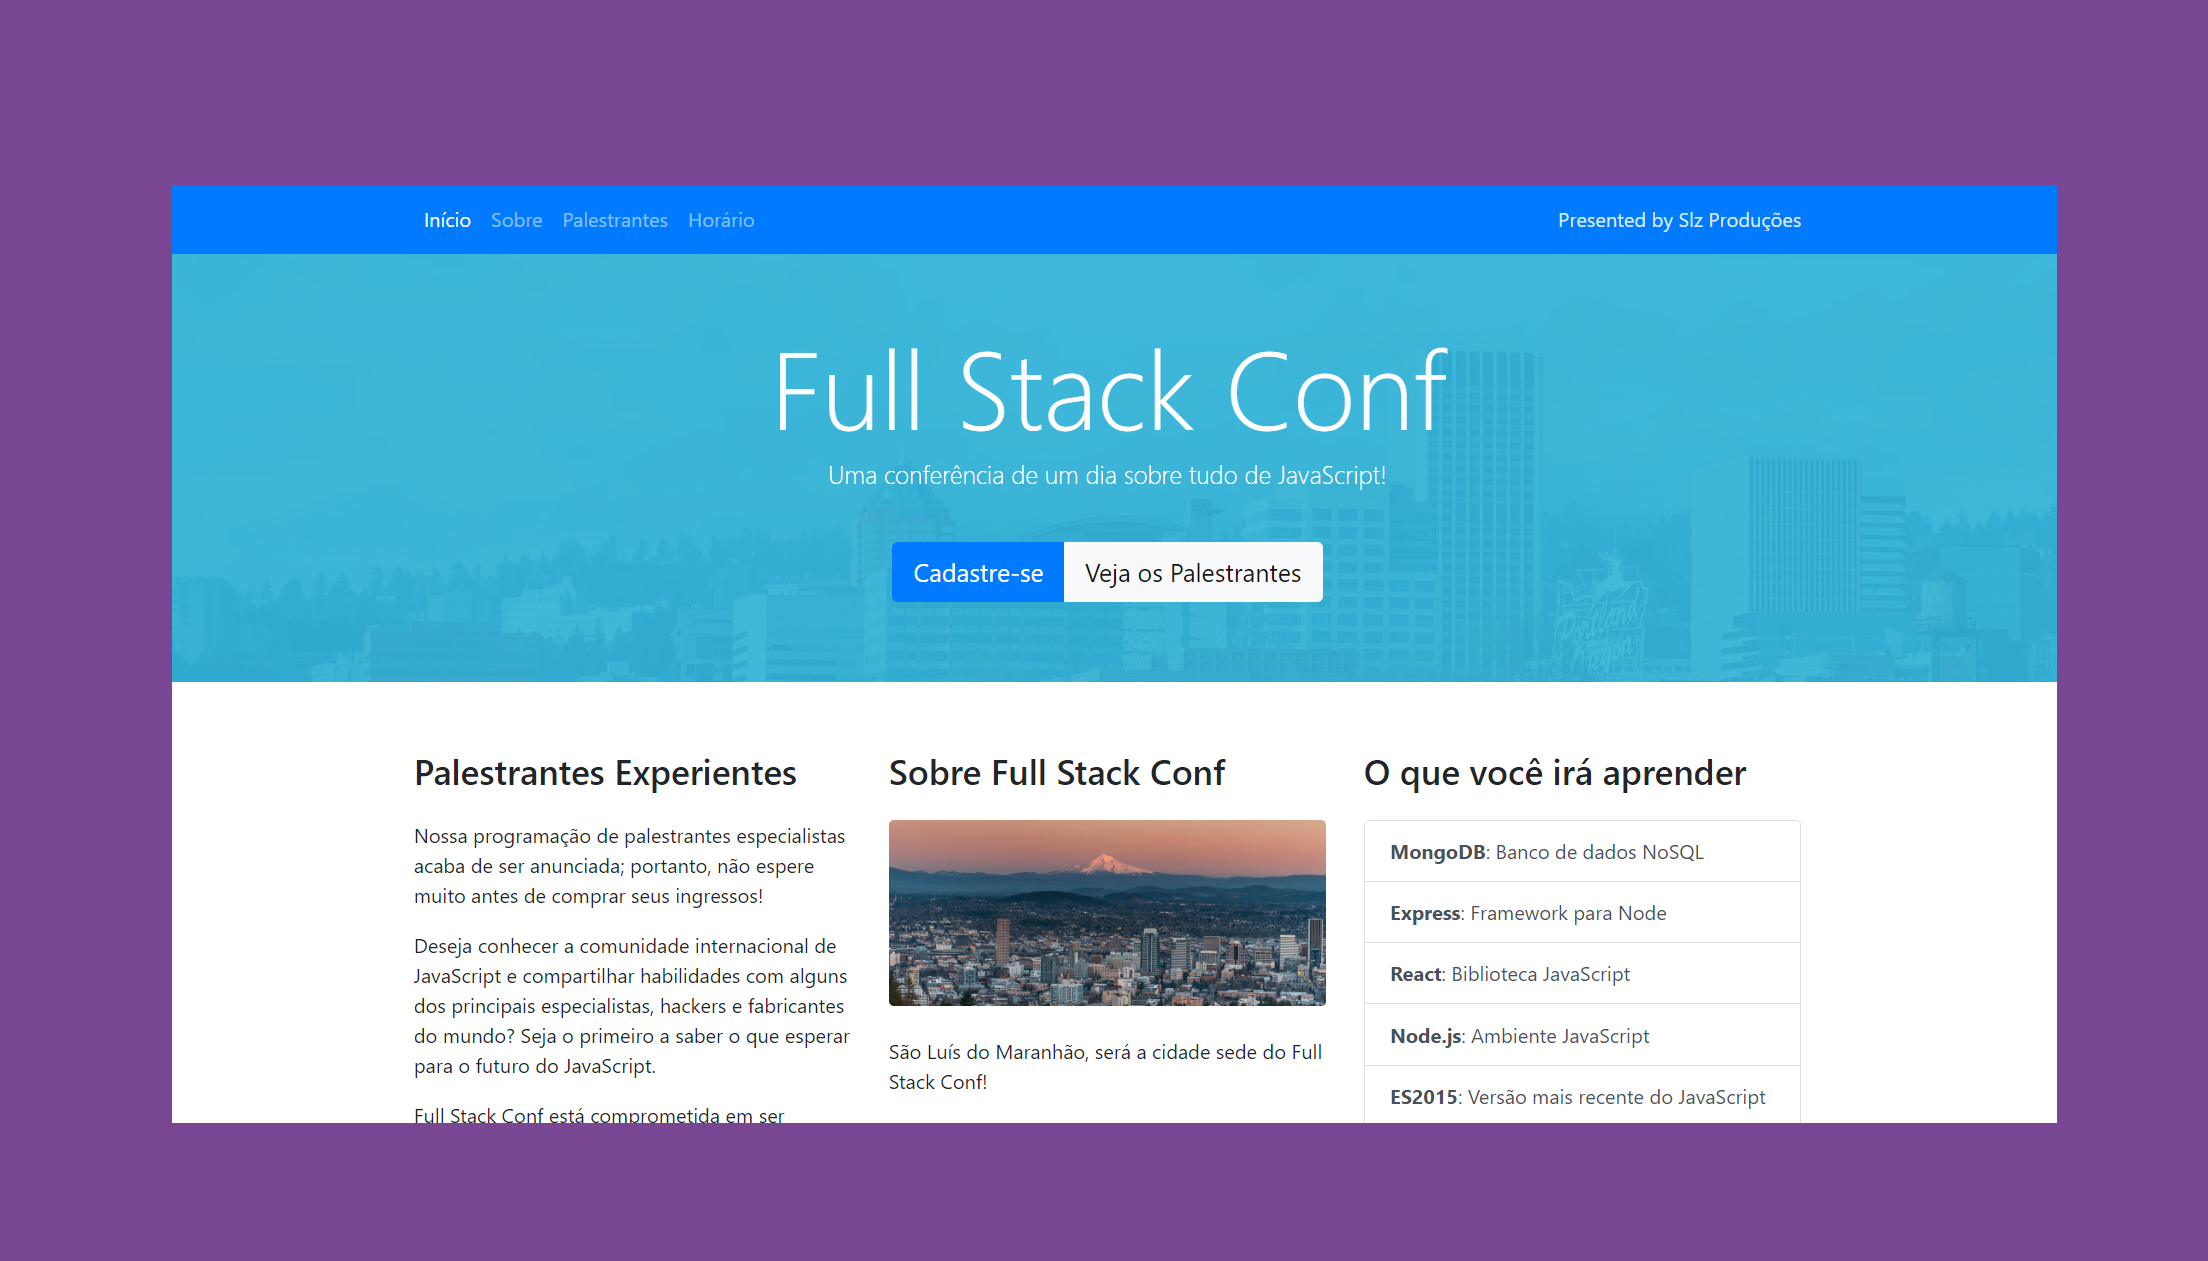 Início Sobre Palestrantes Horário
Presented by Slz Produções
Full Stack Conf
Uma conferência de um dia sobre tudo de JavaScript!
Cadastre-se
Veja os Palestrantes
Portland
Oregon
Palestrantes Experientes
Nossa programação de palestrantes especialistas
acaba de ser anunciada; portanto, não espere
muito antes de comprar seus ingressos!
Deseja conhecer a comunidade internacional de
JavaScript e compartilhar habilidades com alguns
dos principais especialistas, hackers e fabricantes
do mundo? Seja o primeiro a saber o que esperar
para o futuro do JavaScript.
Full Stack Conf está comprometida em ser
Sobre Full Stack Conf
São Luís do Maranhão, será a cidade sede do Full
Stack Conf!
O que você irá aprender
MongoDB: Banco de dados NoSQL
Express: Framework para Node
React: Biblioteca JavaScript
Node.js: Ambiente JavaScript
ES2015: Versão mais recente do JavaScript